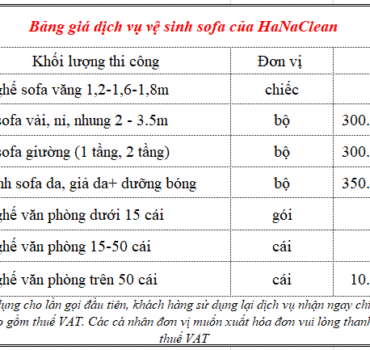 Bảng giá dịch vụ vệ sinh sofa của HaNaClean
Khối lượng thi công Đơn vị
ghế sofa văng 1,2-1,6-1,8m chiếc
sofa vải, nỉ, nhung 2 - 3.5m bộ 300.
sofa giường (1 tầng, 2 tầng) bộ 300.
nh sofa da, giả da+ dưỡng bóng bộ 350.
ghế văn phòng dưới 15 cái gói
ghế văn phòng 15-50 cái cái
ghế văn phòng trên 50 cái cái 10.
dụng cho lần gọi đầu tiên, khách hàng sử dụng lại dịch vụ nhận ngay chi
o gồm thuế VAT. Các cá nhân đơn vị muốn xuất hóa đơn vui lòng thanh
thuế VAT